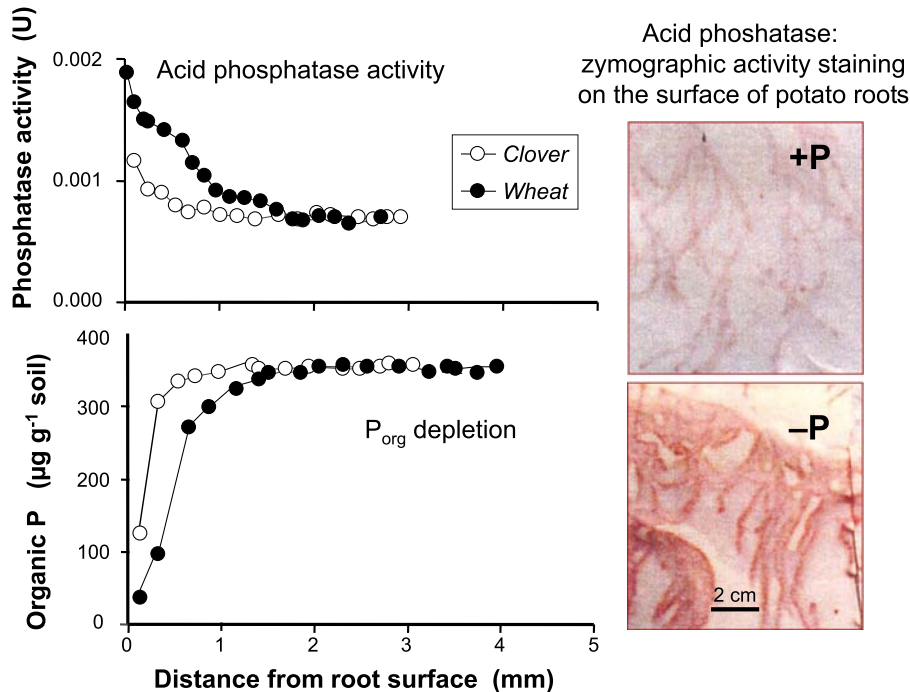 Phosphatase activity (U)
0.002
0.001
0.000
Acid phosphatase activity
Clover
Wheat
Organic P (µg g⁻¹ soil)
400
300
200
100
0
P_org depletion
0 1 2 3 4 5
Distance from root surface (mm)
Acid phoshatase:
zymographic activity staining
on the surface of potato roots
+P
–P
2 cm